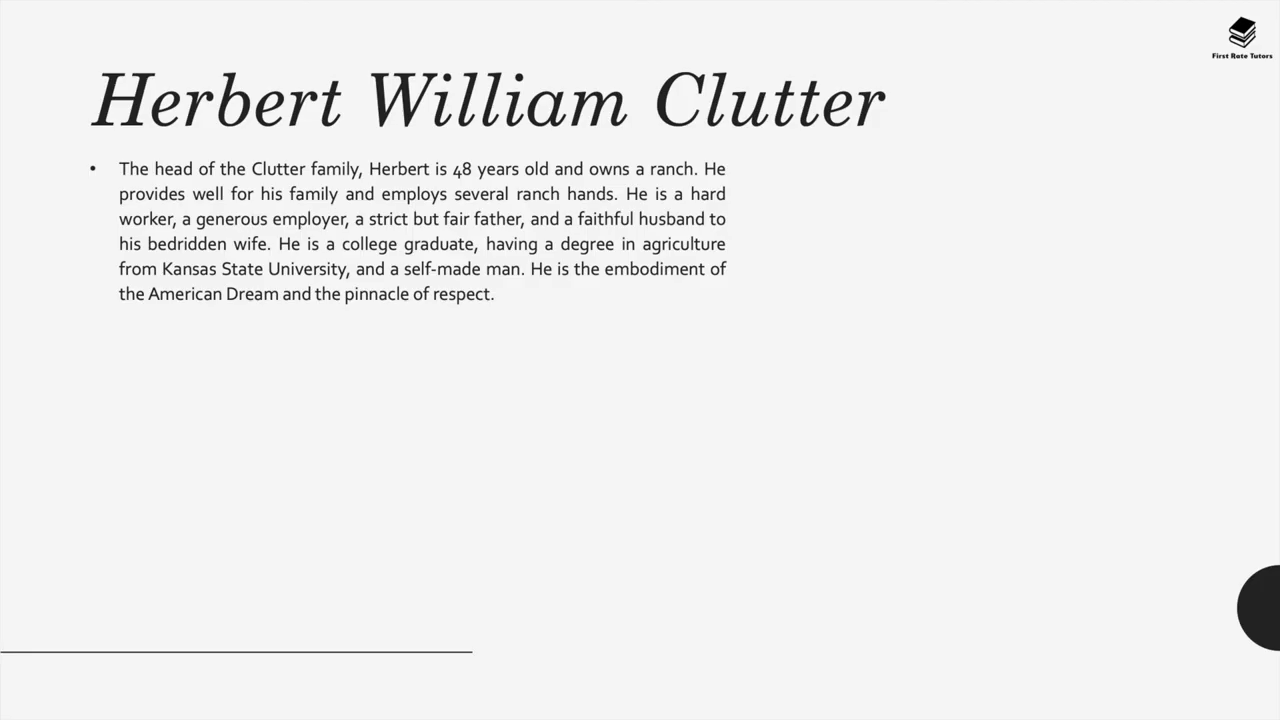 First Rate Tutors
Herbert William Clutter
• The head of the Clutter family, Herbert is 48 years old and owns a ranch. He
provides well for his family and employs several ranch hands. He is a hard
worker, a generous employer, a strict but fair father, and a faithful husband to
his bedridden wife. He is a college graduate, having a degree in agriculture
from Kansas State University, and a self-made man. He is the embodiment of
the American Dream and the pinnacle of respect.